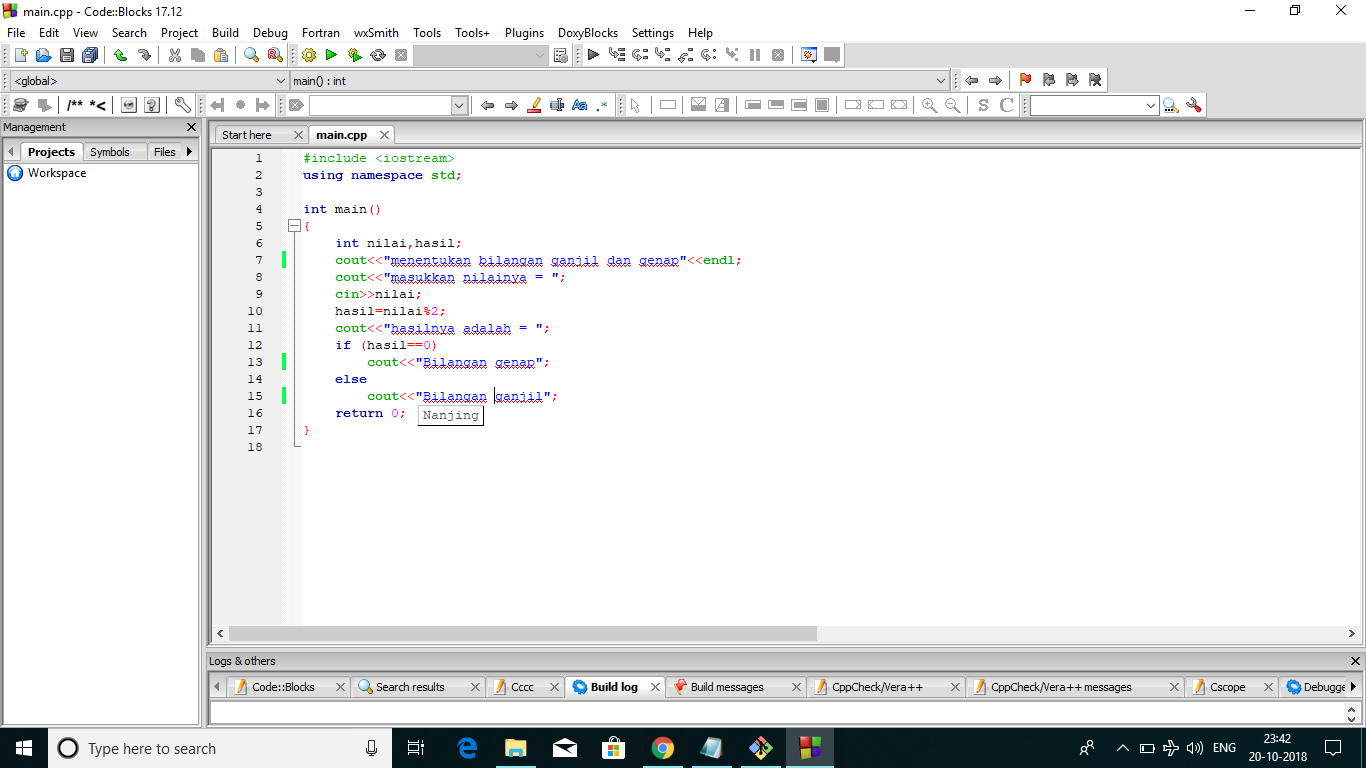 main.cpp - Code::Blocks 17.12
File Edit View Search Project Build Debug Fortran wxSmith Tools Tools+ Plugins DoxyBlocks Settings Help
<global> main() : int
/** *< Aa .* S C
Management
Start here main.cpp
Projects Symbols Files
Workspace
1 #include <iostream>
2 using namespace std;
3
4 int main()
5 {
6 int nilai,hasil;
7 cout<<"menentukan bilangan ganjil dan genap"<<endl;
8 cout<<"masukkan nilainya = ";
9 cin>>nilai;
10 hasil=nilai%2;
11 cout<<"hasilnya adalah = ";
12 if (hasil==0)
13 cout<<"Bilangan genap";
14 else
15 cout<<"Bilangan ganjil";
16 return 0;
Nanjing
17 }
18
Logs & others
Code::Blocks Search results Cccc Build log Build messages CppCheck/Vera++ CppCheck/Vera++ messages Cscope Debugge
Type here to search
ENG
23:42
20-10-2018